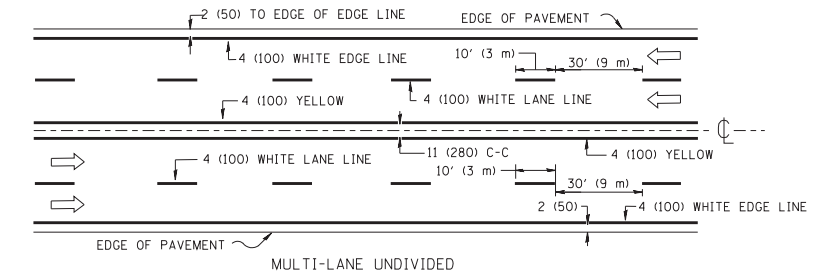 2 (50) TO EDGE OF EDGE LINE
EDGE OF PAVEMENT
4 (100) WHITE EDGE LINE
10' (3 m)
30' (9 m)
4 (100) YELLOW
4 (100) WHITE LANE LINE
4 (100) WHITE LANE LINE
11 (280) C-C
4 (100) YELLOW
10' (3 m)
30' (9 m)
2 (50)
4 (100) WHITE EDGE LINE
EDGE OF PAVEMENT
MULTI-LANE UNDIVIDED